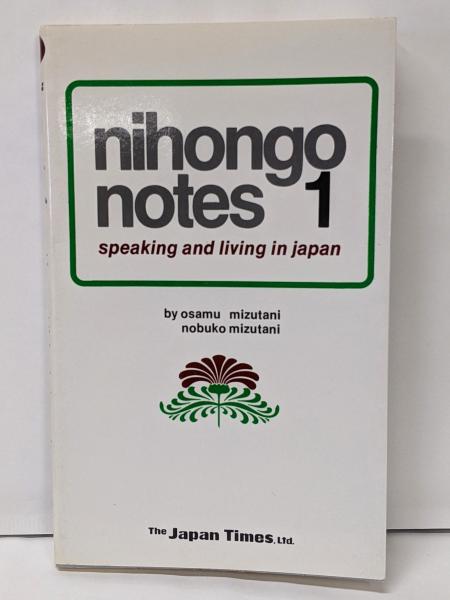 nihongo
notes 1
speaking and living in japan
by osamu mizutani
nobuko mizutani
The Japan Times, Ltd.